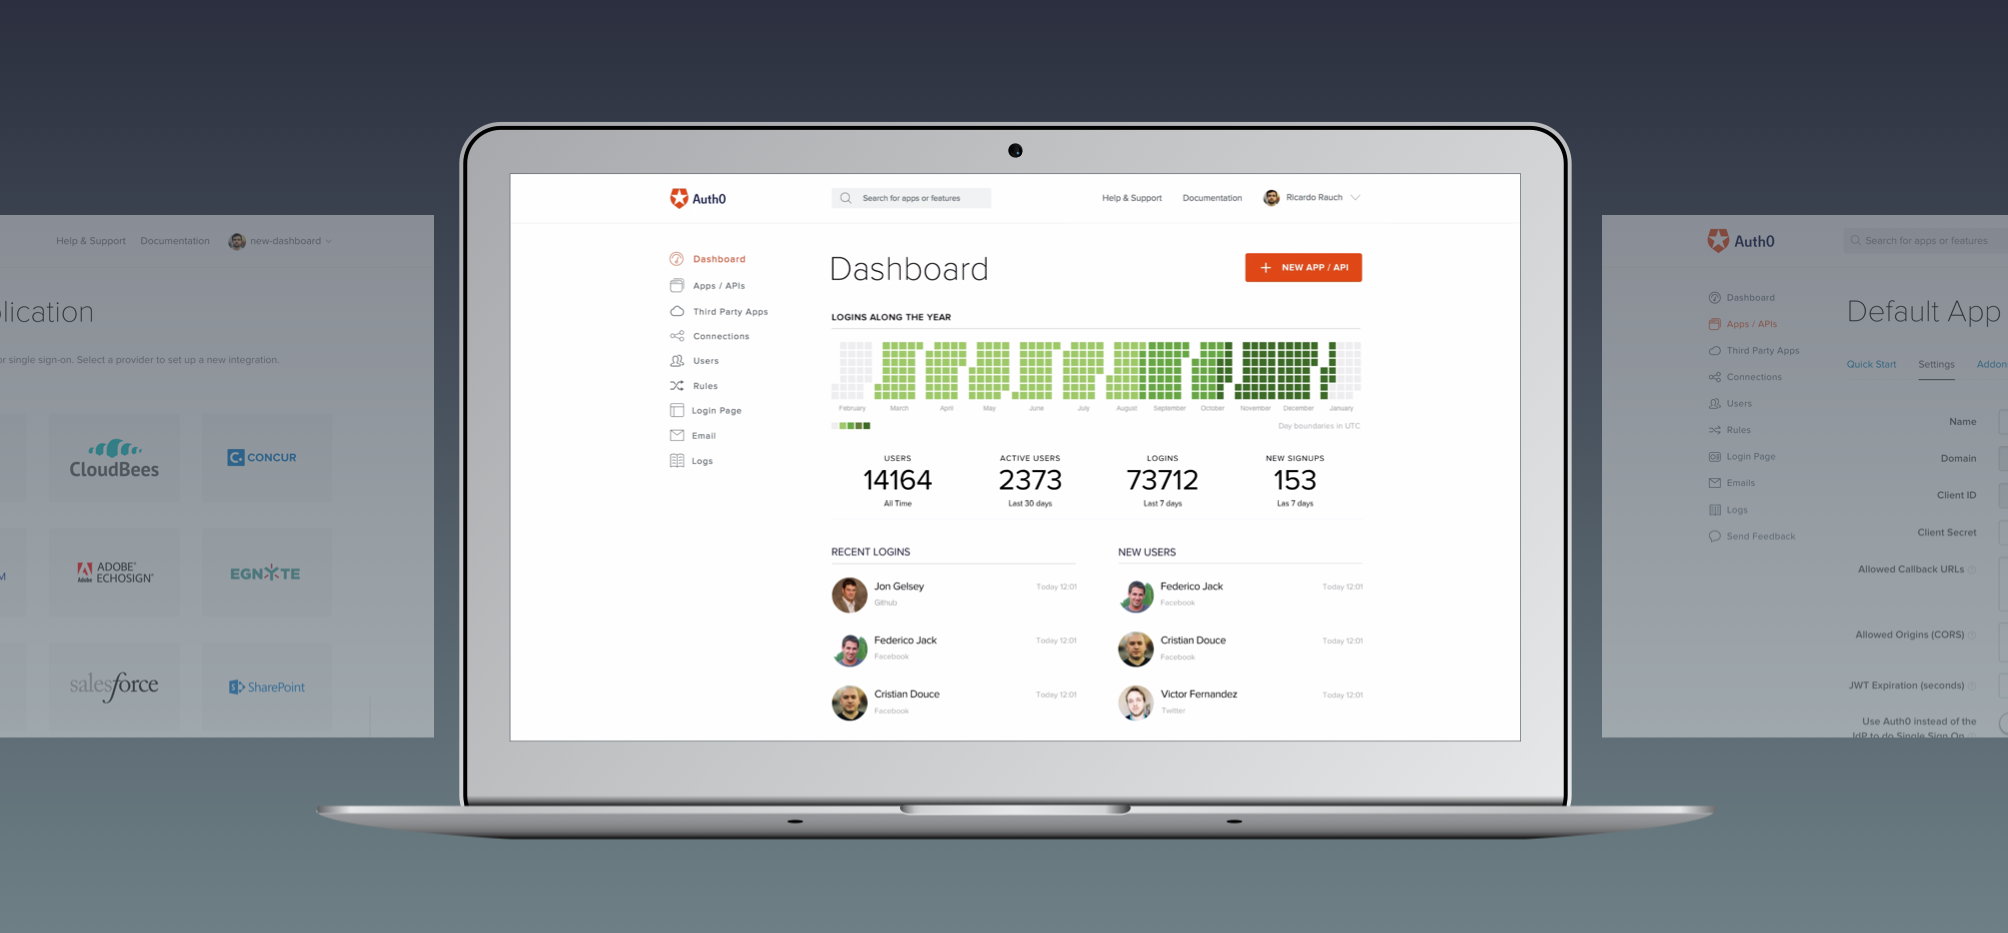 Help & Support Documentation new-dashboard
lication
or single sign-on. Select a provider to set up a new integration.
CloudBees
CONCUR
M
Adobe
ADOBE®
ECHOSIGN®
EGNYTE
salesforce
SharePoint
Auth0
Search for apps or features
Help & Support
Documentation
Ricardo Rauch
Dashboard
Apps / APIs
Third Party Apps
Connections
Users
Rules
Login Page
Email
Logs
Dashboard
NEW APP / API
LOGINS ALONG THE YEAR
February March April May June July August September October November December January
Day boundaries in UTC
USERS
14164
All Time
ACTIVE USERS
2373
Last 30 days
LOGINS
73712
Last 7 days
NEW SIGNUPS
153
Las 7 days
RECENT LOGINS
Jon Gelsey
Github
Today 12:01
Federico Jack
Facebook
Today 12:01
Cristian Douce
Facebook
Today 12:01
NEW USERS
Federico Jack
Facebook
Today 12:01
Cristian Douce
Facebook
Today 12:01
Victor Fernandez
Twitter
Today 12:01
Auth0
Search for apps or features
Dashboard
Apps / APIs
Third Party Apps
Connections
Users
Rules
Login Page
Emails
Logs
Send Feedback
Default App
Quick Start Settings Addon
Name
Domain
Client ID
Client Secret
Allowed Callback URLs
Allowed Origins (CORS)
JWT Expiration (seconds)
Use Auth0 instead of the
IdP to do Single Sign On